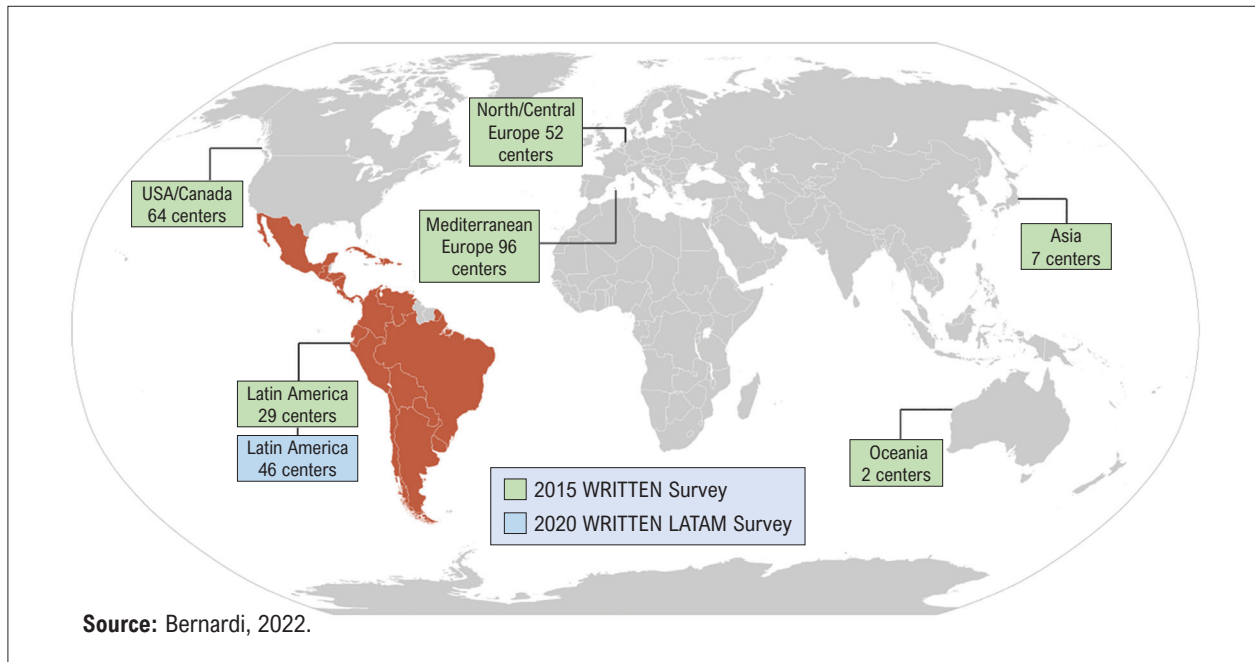 North/Central
Europe 52
centers
USA/Canada
64 centers
Mediterranean
Europe 96
centers
Asia
7 centers
Latin America
29 centers
Latin America
46 centers
Oceania
2 centers
2015 WRITTEN Survey
2020 WRITTEN LATAM Survey
Source: Bernardi, 2022.